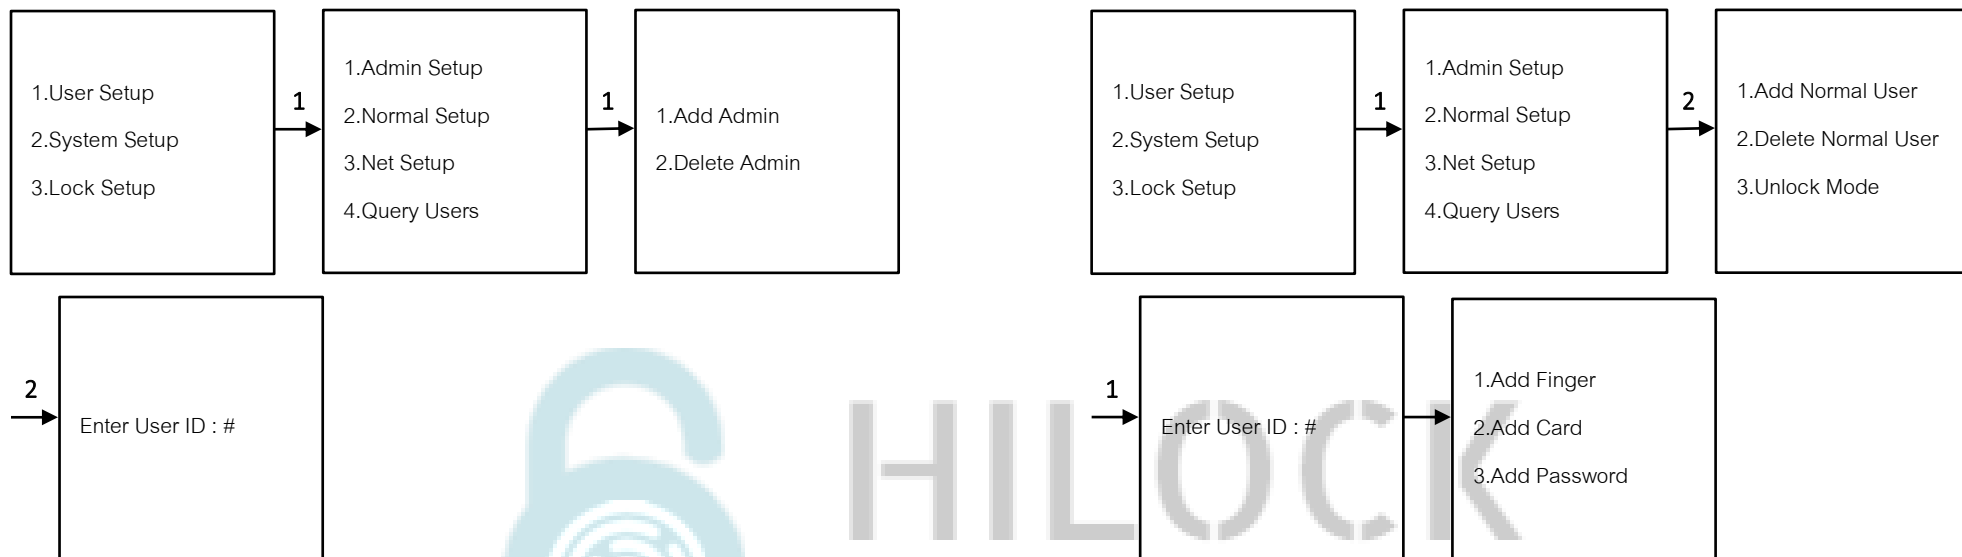 1.User Setup
2.System Setup
3.Lock Setup
1
1.Admin Setup
2.Normal Setup
3.Net Setup
4.Query Users
1
1.Add Admin
2.Delete Admin
2
Enter User ID : #
1.User Setup
2.System Setup
3.Lock Setup
1
1.Admin Setup
2.Normal Setup
3.Net Setup
4.Query Users
2
1.Add Normal User
2.Delete Normal User
3.Unlock Mode
1
Enter User ID : #
1.Add Finger
2.Add Card
3.Add Password
HILOCK